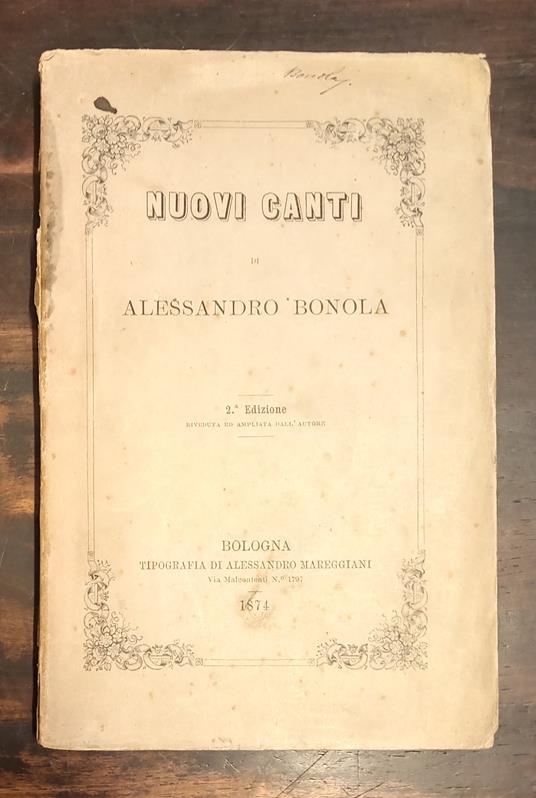 Bonola
NUOVI CANTI
DI
ALESSANDRO BONOLA
2.ª Edizione
RIVEDUTA ED AMPLIATA DALL'AUTORE
BOLOGNA
TIPOGRAFIA DI ALESSANDRO MAREGGIANI
Via Malcontenti N.º 1797
1874